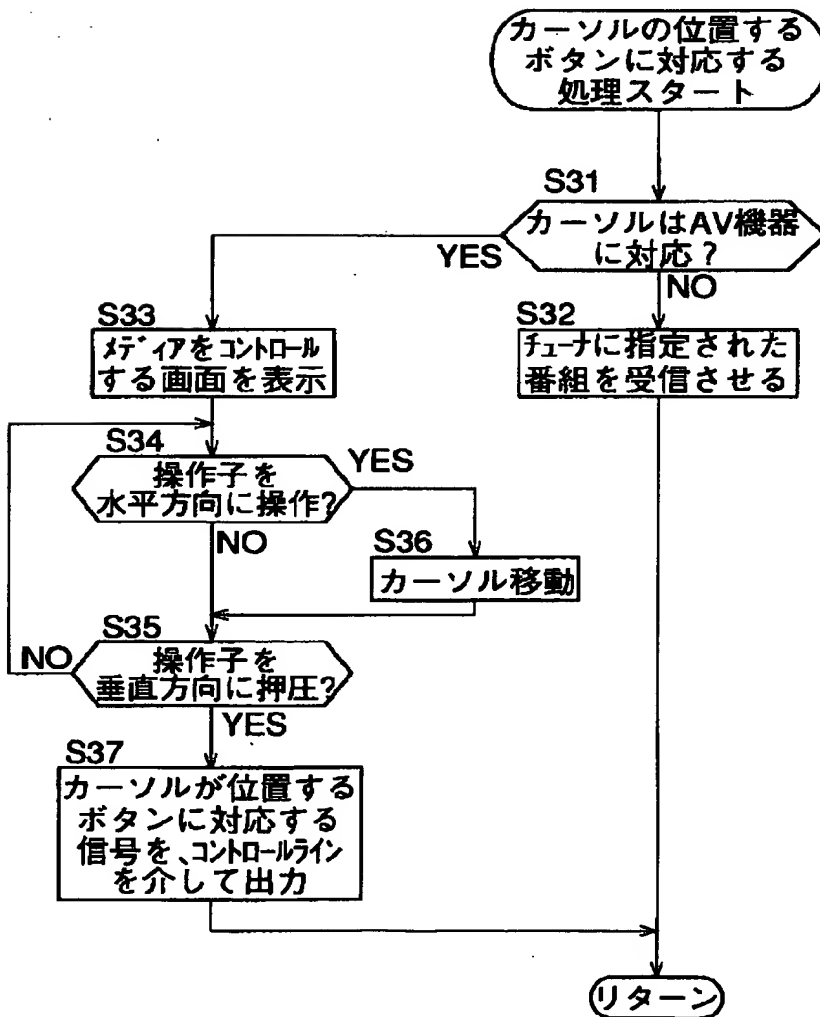 カーソルの位置する
ボタンに対応する
処理スタート
S31
カーソルはAV機器
に対応?
YES
NO
S33
メディアをコントロール
する画面を表示
S32
チューナに指定された
番組を受信させる
S34
操作子を
水平方向に操作?
YES
NO
S36
カーソル移動
S35
操作子を
垂直方向に押圧?
NO
YES
S37
カーソルが位置する
ボタンに対応する
信号を、コントロールライン
を介して出力
リターン